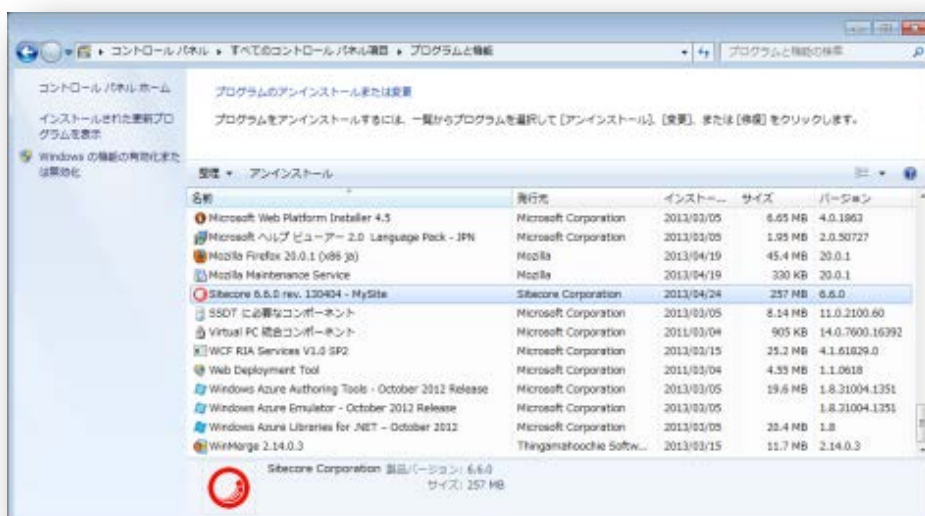 コントロール パネル ▸ すべてのコントロール パネル項目 ▸ プログラムと機能
プログラムと機能の検索
コントロール パネル ホーム
インストールされた更新プログラムを表示
Windows の機能の有効化または無効化
プログラムのアンインストールまたは変更
プログラムをアンインストールするには、一覧からプログラムを選択して [アンインストール]、[変更]、または [修復] をクリックします。
整理 ▾ アンインストール
名前 発行元 インストー... サイズ バージョン
Microsoft Web Platform Installer 4.5 Microsoft Corporation 2013/03/05 6.65 MB 4.0.1863
Microsoft ヘルプ ビューアー 2.0 Language Pack - JPN Microsoft Corporation 2013/03/05 1.95 MB 2.0.50727
Mozilla Firefox 20.0.1 (x86 ja) Mozilla 2013/04/19 45.4 MB 20.0.1
Mozilla Maintenance Service Mozilla 2013/04/19 330 KB 20.0.1
Sitecore 6.6.0 rev. 130404 - MySite Sitecore Corporation 2013/04/24 257 MB 6.6.0
SSDT に必要なコンポーネント Microsoft Corporation 2013/03/05 8.14 MB 11.0.2100.60
Virtual PC 統合コンポーネント Microsoft Corporation 2011/03/04 905 KB 14.0.7600.16392
WCF RIA Services V1.0 SP2 Microsoft Corporation 2013/03/15 25.2 MB 4.1.61829.0
Web Deployment Tool Microsoft Corporation 2011/03/04 4.55 MB 1.1.0618
Windows Azure Authoring Tools - October 2012 Release Microsoft Corporation 2013/03/05 19.6 MB 1.8.31004.1351
Windows Azure Emulator - October 2012 Release Microsoft Corporation 2013/03/05 1.8.31004.1351
Windows Azure Libraries for .NET – October 2012 Microsoft Corporation 2013/03/05 20.4 MB 1.8
WinMerge 2.14.0.3 Thingamahoochie Softw... 2013/03/15 11.7 MB 2.14.0.3
Sitecore Corporation 製品バージョン: 6.6.0
サイズ: 257 MB